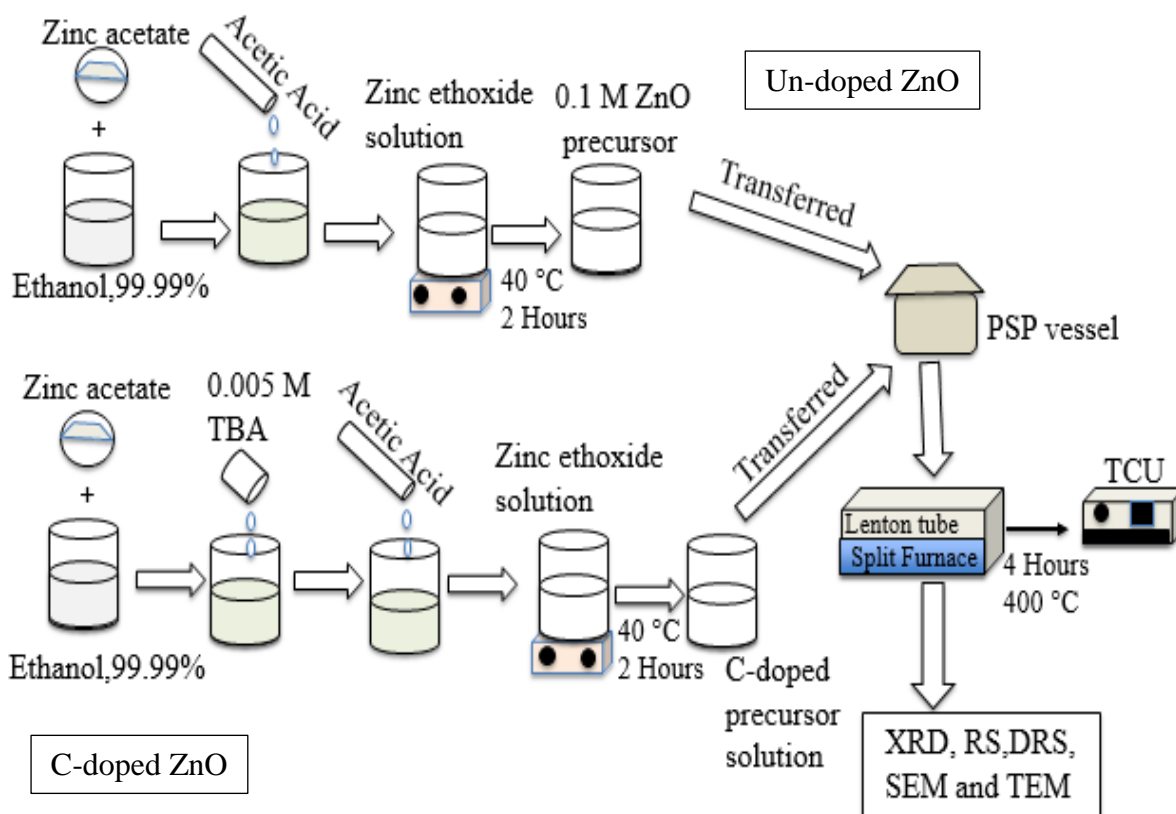 Zinc acetate
+
Ethanol,99.99%
Acetic Acid
Zinc ethoxide
solution
40 °C
2 Hours
0.1 M ZnO
precursor
Un-doped ZnO
Transferred
PSP vessel
Zinc acetate
+
Ethanol,99.99%
0.005 M
TBA
Acetic Acid
Zinc ethoxide
solution
40 °C
2 Hours
C-doped
precursor
solution
Transferred
Lenton tube
Split Furnace
TCU
4 Hours
400 °C
C-doped ZnO
XRD, RS,DRS,
SEM and TEM